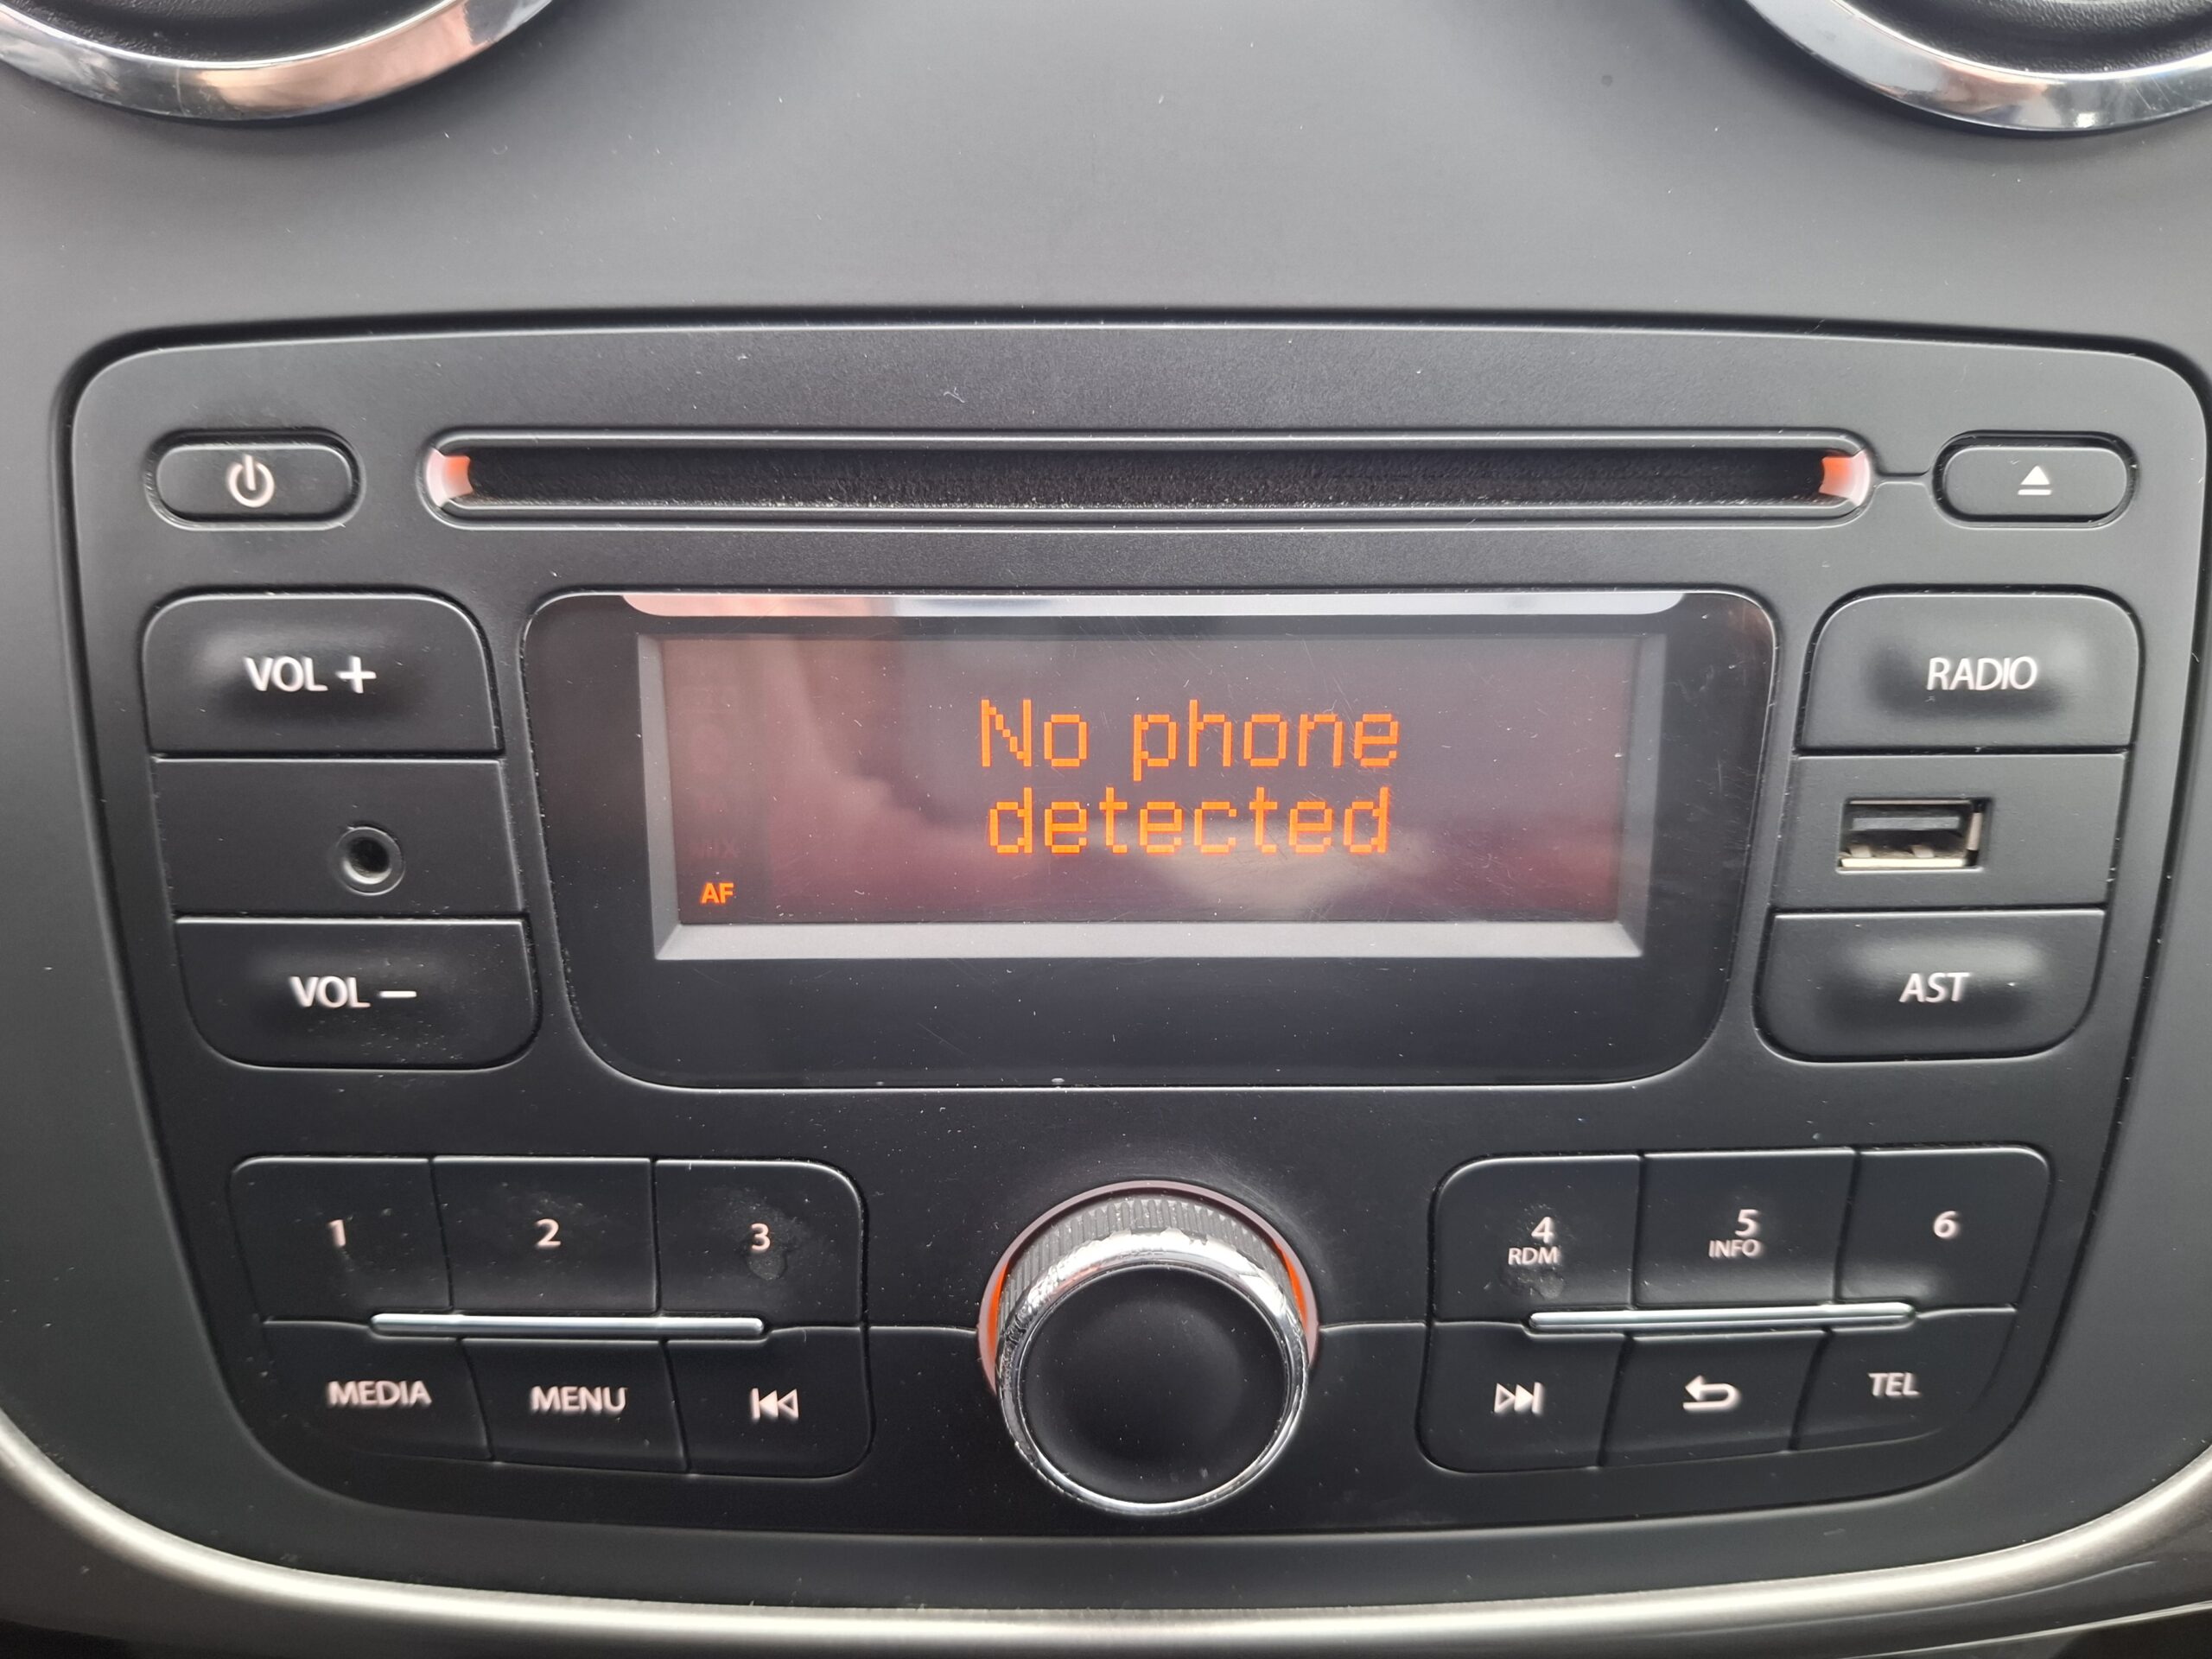 VOL +
RADIO
No phone
detected
AF
VOL −
AST
1
2
3
4
RDM
5
INFO
6
MEDIA
MENU
TEL